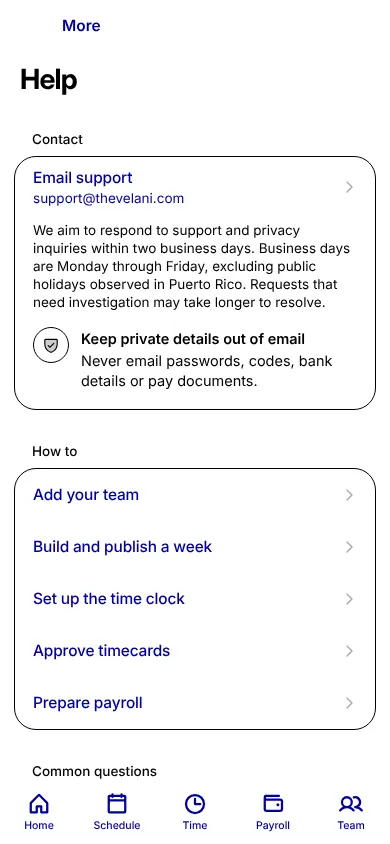 More
Help
Contact
Email support
support@thevelani.com
We aim to respond to support and privacy
inquiries within two business days. Business days
are Monday through Friday, excluding public
holidays observed in Puerto Rico. Requests that
need investigation may take longer to resolve.
Keep private details out of email
Never email passwords, codes, bank
details or pay documents.
How to
Add your team
Build and publish a week
Set up the time clock
Approve timecards
Prepare payroll
Common questions
Home Schedule Time Payroll Team